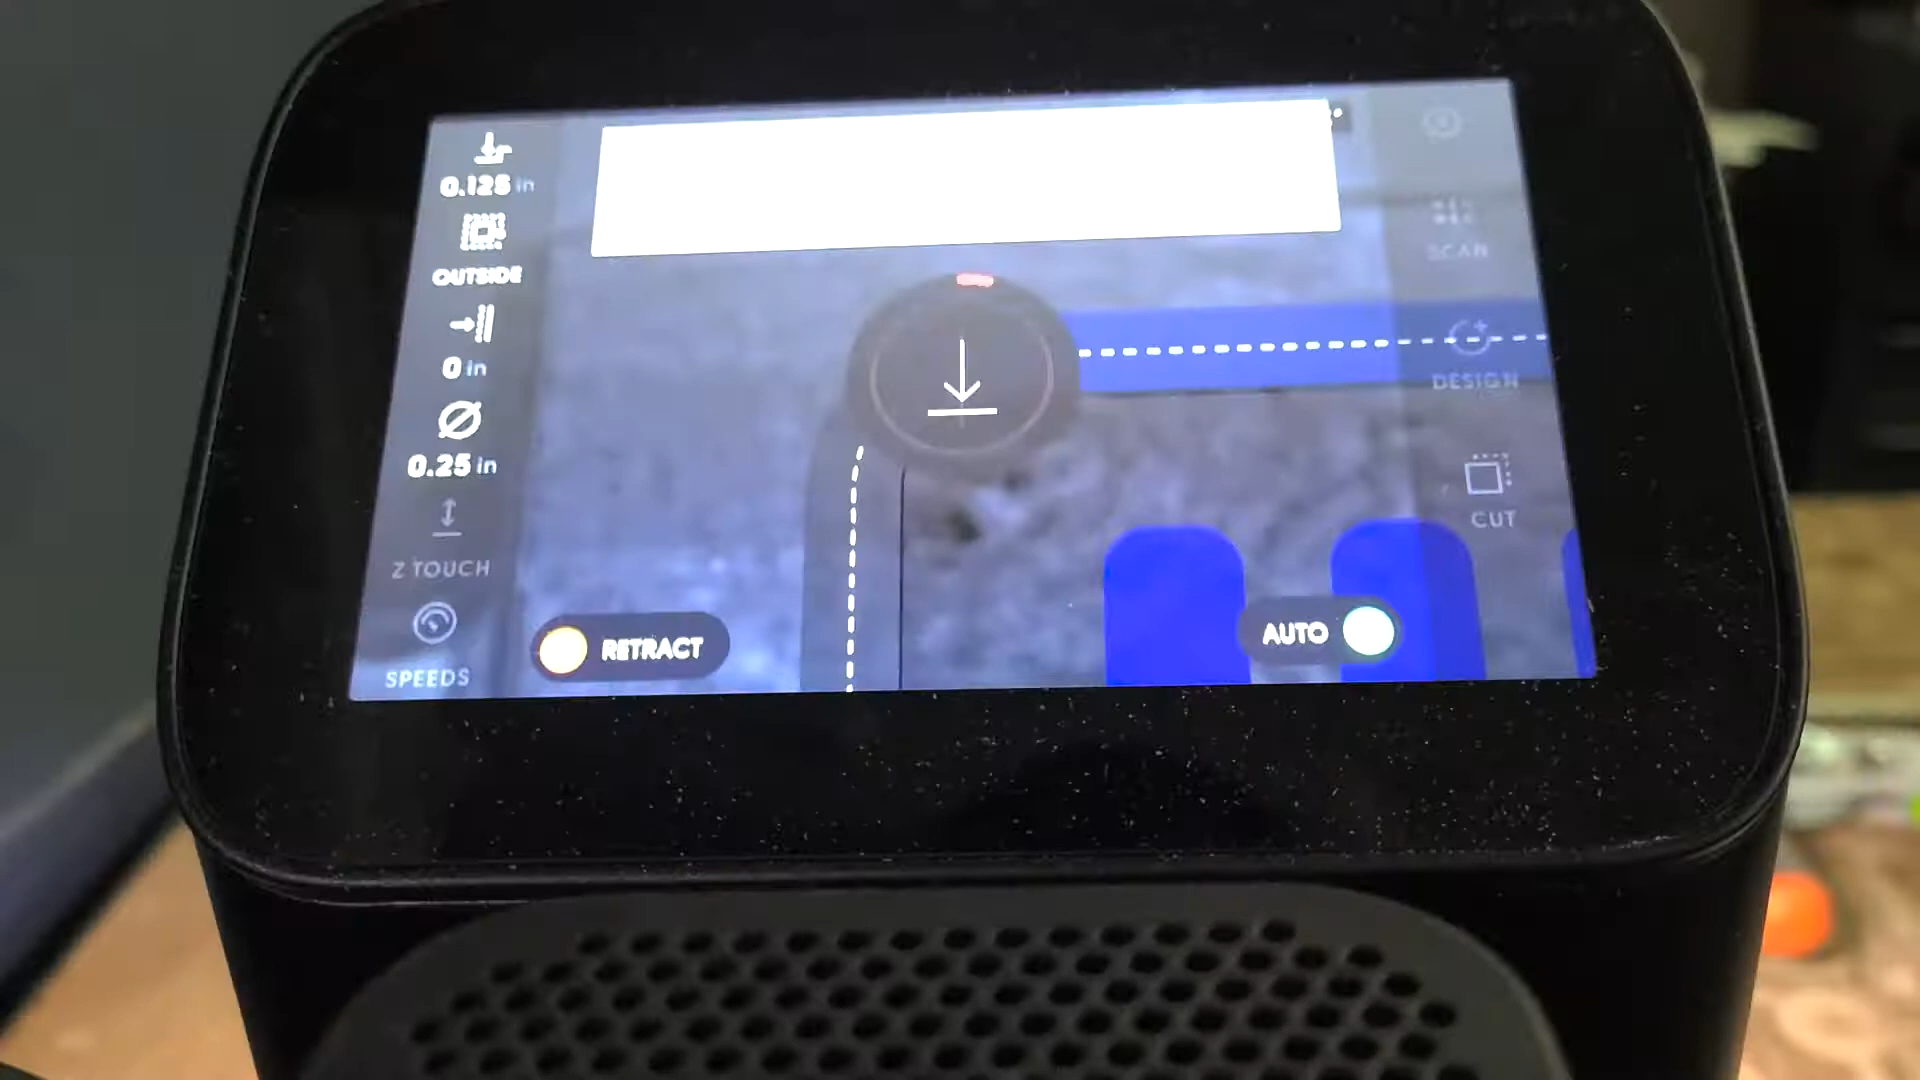 0.125 in
OUTSIDE
0 in
0.25 in
Z TOUCH
SPEEDS
RETRACT
AUTO
SCAN
DESIGN
CUT